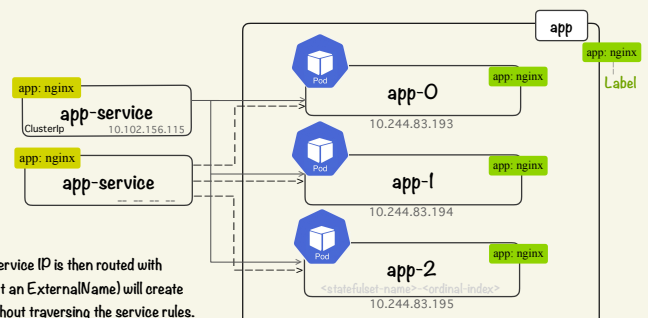 app
app: nginx
Label
app: nginx
app-service
ClusterIp
10.102.156.115
app: nginx
app-service
-- -- -- --
Pod
app-0
app: nginx
10.244.83.193
Pod
app-1
app: nginx
10.244.83.194
Pod
app-2
app: nginx
<statefulset-name>-<ordinal-index>
10.244.83.195
ervice IP is then routed with
t an ExternalName) will create
hout traversing the service rules.